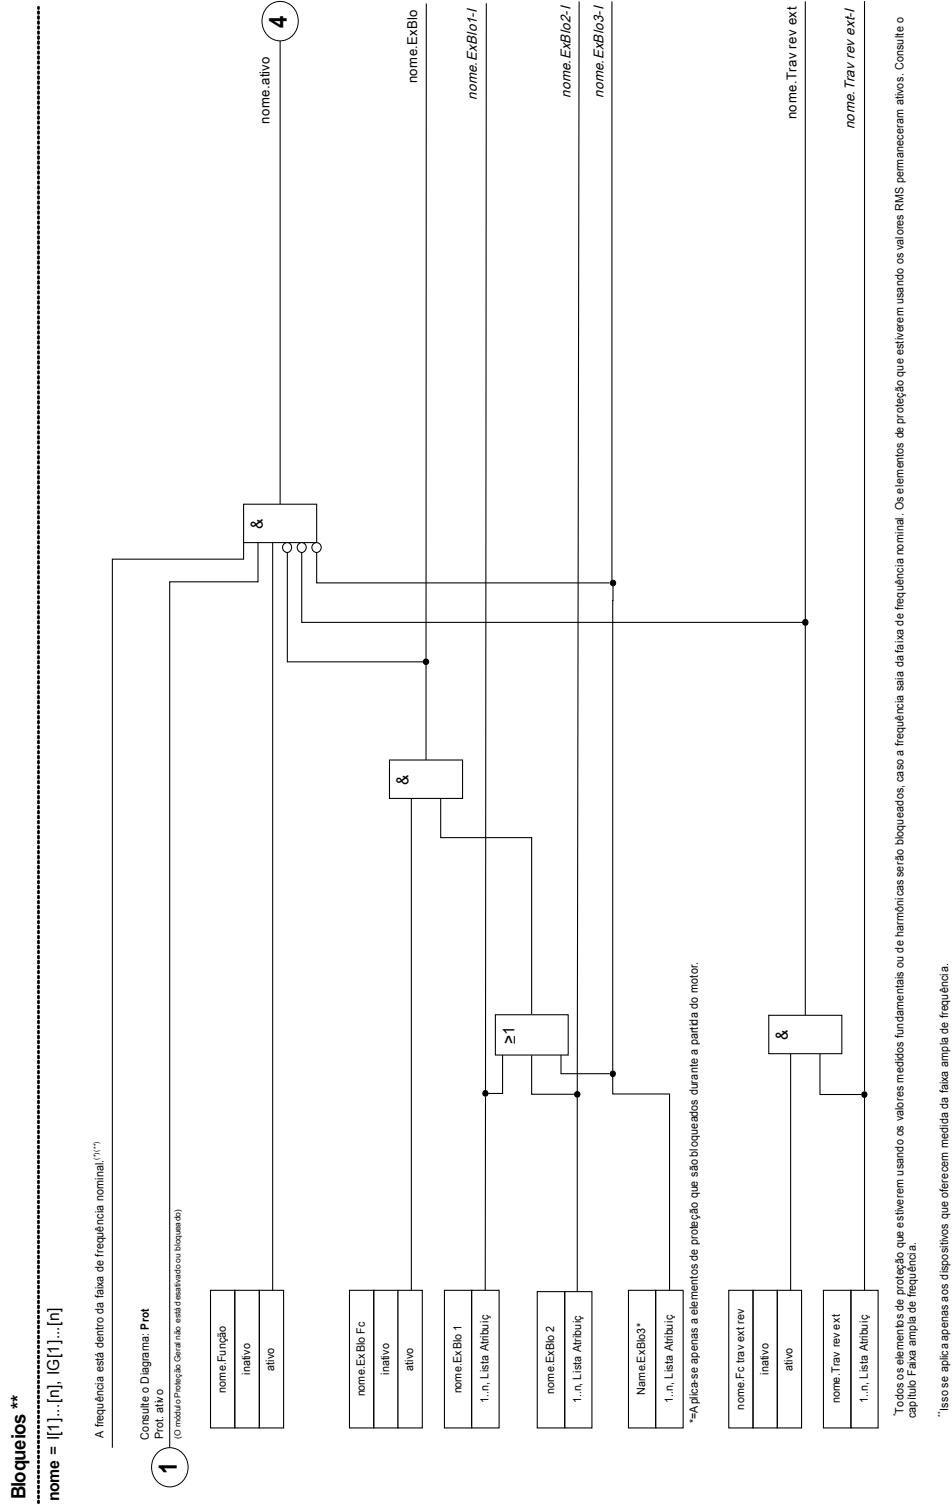 Bloqueios **
nome = I[1]...[n], IG[1]...[n]
A frequência está dentro da faixa de frequência nominal.(*)(**)
Consulte o Diagrama: Prot
Prot. ativo
(O módulo Proteção Geral não está desativado ou bloqueado)
1
nome.Função
inativo
ativo
&
nome.ativo
4
nome.ExBlo Fc
inativo
ativo
&
nome.ExBlo
nome.ExBlo 1
1..n, Lista Atribuiç
nome.ExBlo1-I
≥1
nome.ExBlo 2
1..n, Lista Atribuiç
nome.ExBlo2-I
nome.ExBlo3-I
Name.ExBlo3*
1..n, Lista Atribuiç
*=Aplica-se apenas a elementos de proteção que são bloqueados durante a partida do motor.
nome.Fc trav ext rev
inativo
ativo
&
nome.Trav rev ext
nome.Trav rev ext
1..n, Lista Atribuiç
nome.Trav rev ext-I
*Todos os elementos de proteção que estiverem usando os valores medidos fundamentais ou de harmônicas serão bloqueados, caso a frequência saia da faixa de frequência nominal. Os elementos de proteção que estiverem usando os valores RMS permaneceram ativos. Consulte o
capítulo Faixa ampla de frequência.
**Isso se aplica apenas aos dispositivos que oferecem medida da faixa ampla de frequência.